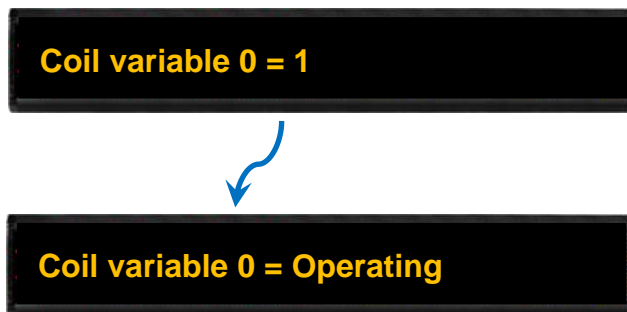 Coil variable 0 = 1
Coil variable 0 = Operating